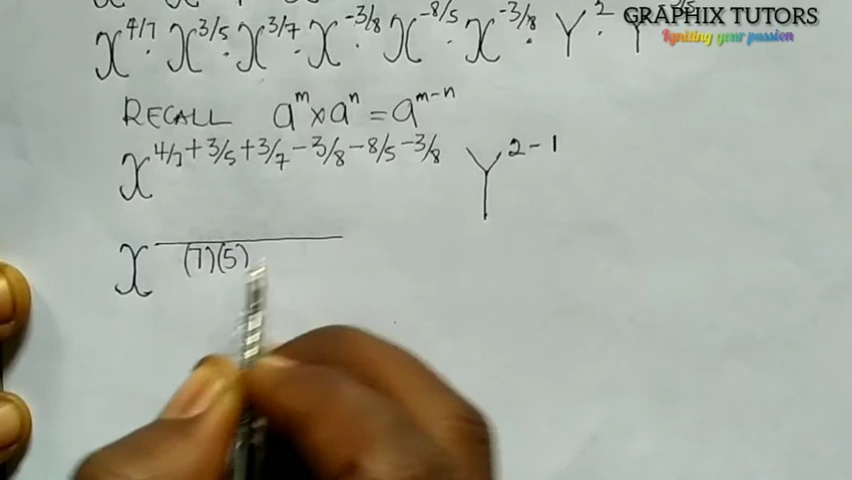 GRAPHIX TUTORS
Igniting your passion
x^4/7 · x^3/5 · x^3/7 · x^-3/8 · x^-8/5 · x^-3/8 · Y^2 · Y
RECALL a^m x a^n = a^m-n
x^4/7 + 3/5 + 3/7 - 3/8 - 8/5 - 3/8 Y^2-1
x (7)(5)